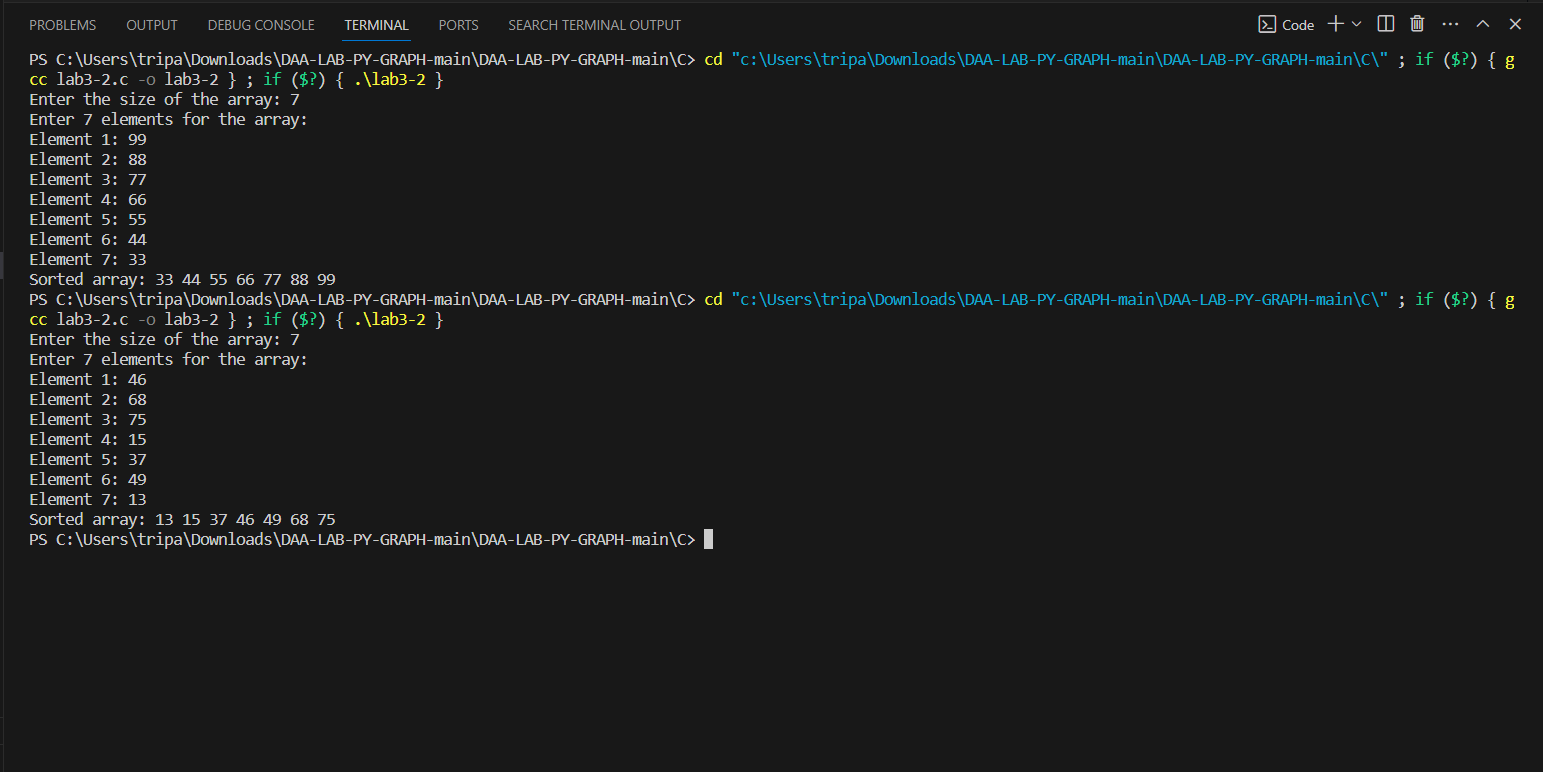 PROBLEMS OUTPUT DEBUG CONSOLE TERMINAL PORTS SEARCH TERMINAL OUTPUT Code
PS C:\Users\tripa\Downloads\DAA-LAB-PY-GRAPH-main\DAA-LAB-PY-GRAPH-main\C> cd "c:\Users\tripa\Downloads\DAA-LAB-PY-GRAPH-main\DAA-LAB-PY-GRAPH-main\C\" ; if ($?) { g
cc lab3-2.c -o lab3-2 } ; if ($?) { .\lab3-2 }
Enter the size of the array: 7
Enter 7 elements for the array:
Element 1: 99
Element 2: 88
Element 3: 77
Element 4: 66
Element 5: 55
Element 6: 44
Element 7: 33
Sorted array: 33 44 55 66 77 88 99
PS C:\Users\tripa\Downloads\DAA-LAB-PY-GRAPH-main\DAA-LAB-PY-GRAPH-main\C> cd "c:\Users\tripa\Downloads\DAA-LAB-PY-GRAPH-main\DAA-LAB-PY-GRAPH-main\C\" ; if ($?) { g
cc lab3-2.c -o lab3-2 } ; if ($?) { .\lab3-2 }
Enter the size of the array: 7
Enter 7 elements for the array:
Element 1: 46
Element 2: 68
Element 3: 75
Element 4: 15
Element 5: 37
Element 6: 49
Element 7: 13
Sorted array: 13 15 37 46 49 68 75
PS C:\Users\tripa\Downloads\DAA-LAB-PY-GRAPH-main\DAA-LAB-PY-GRAPH-main\C>